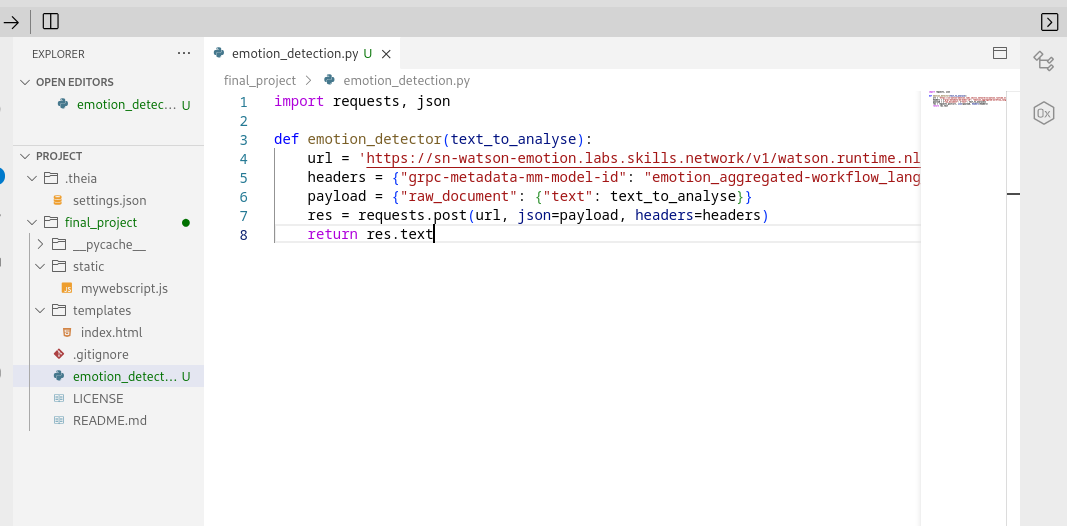 EXPLORER
OPEN EDITORS
emotion_detec... U
PROJECT
.theia
settings.json
final_project
__pycache__
static
mywebscript.js
templates
index.html
.gitignore
emotion_detect... U
LICENSE
README.md
emotion_detection.py U
final_project > emotion_detection.py
1 import requests, json
2
3 def emotion_detector(text_to_analyse):
4     url = 'https://sn-watson-emotion.labs.skills.network/v1/watson.runtime.nl
5     headers = {"grpc-metadata-mm-model-id": "emotion_aggregated-workflow_lang
6     payload = {"raw_document": {"text": text_to_analyse}}
7     res = requests.post(url, json=payload, headers=headers)
8     return res.text
0x